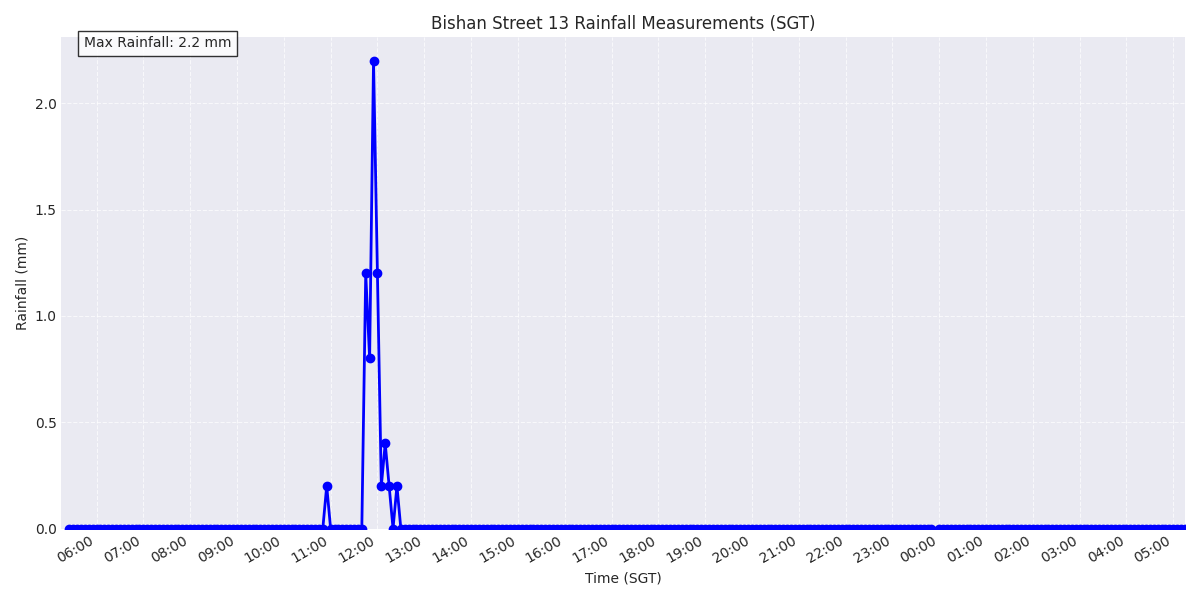 Bishan Street 13 Rainfall Measurements (SGT)
Max Rainfall: 2.2 mm
Rainfall (mm)
2.0
1.5
1.0
0.5
0.0
06:00 07:00 08:00 09:00 10:00 11:00 12:00 13:00 14:00 15:00 16:00 17:00 18:00 19:00 20:00 21:00 22:00 23:00 00:00 01:00 02:00 03:00 04:00 05:00
Time (SGT)